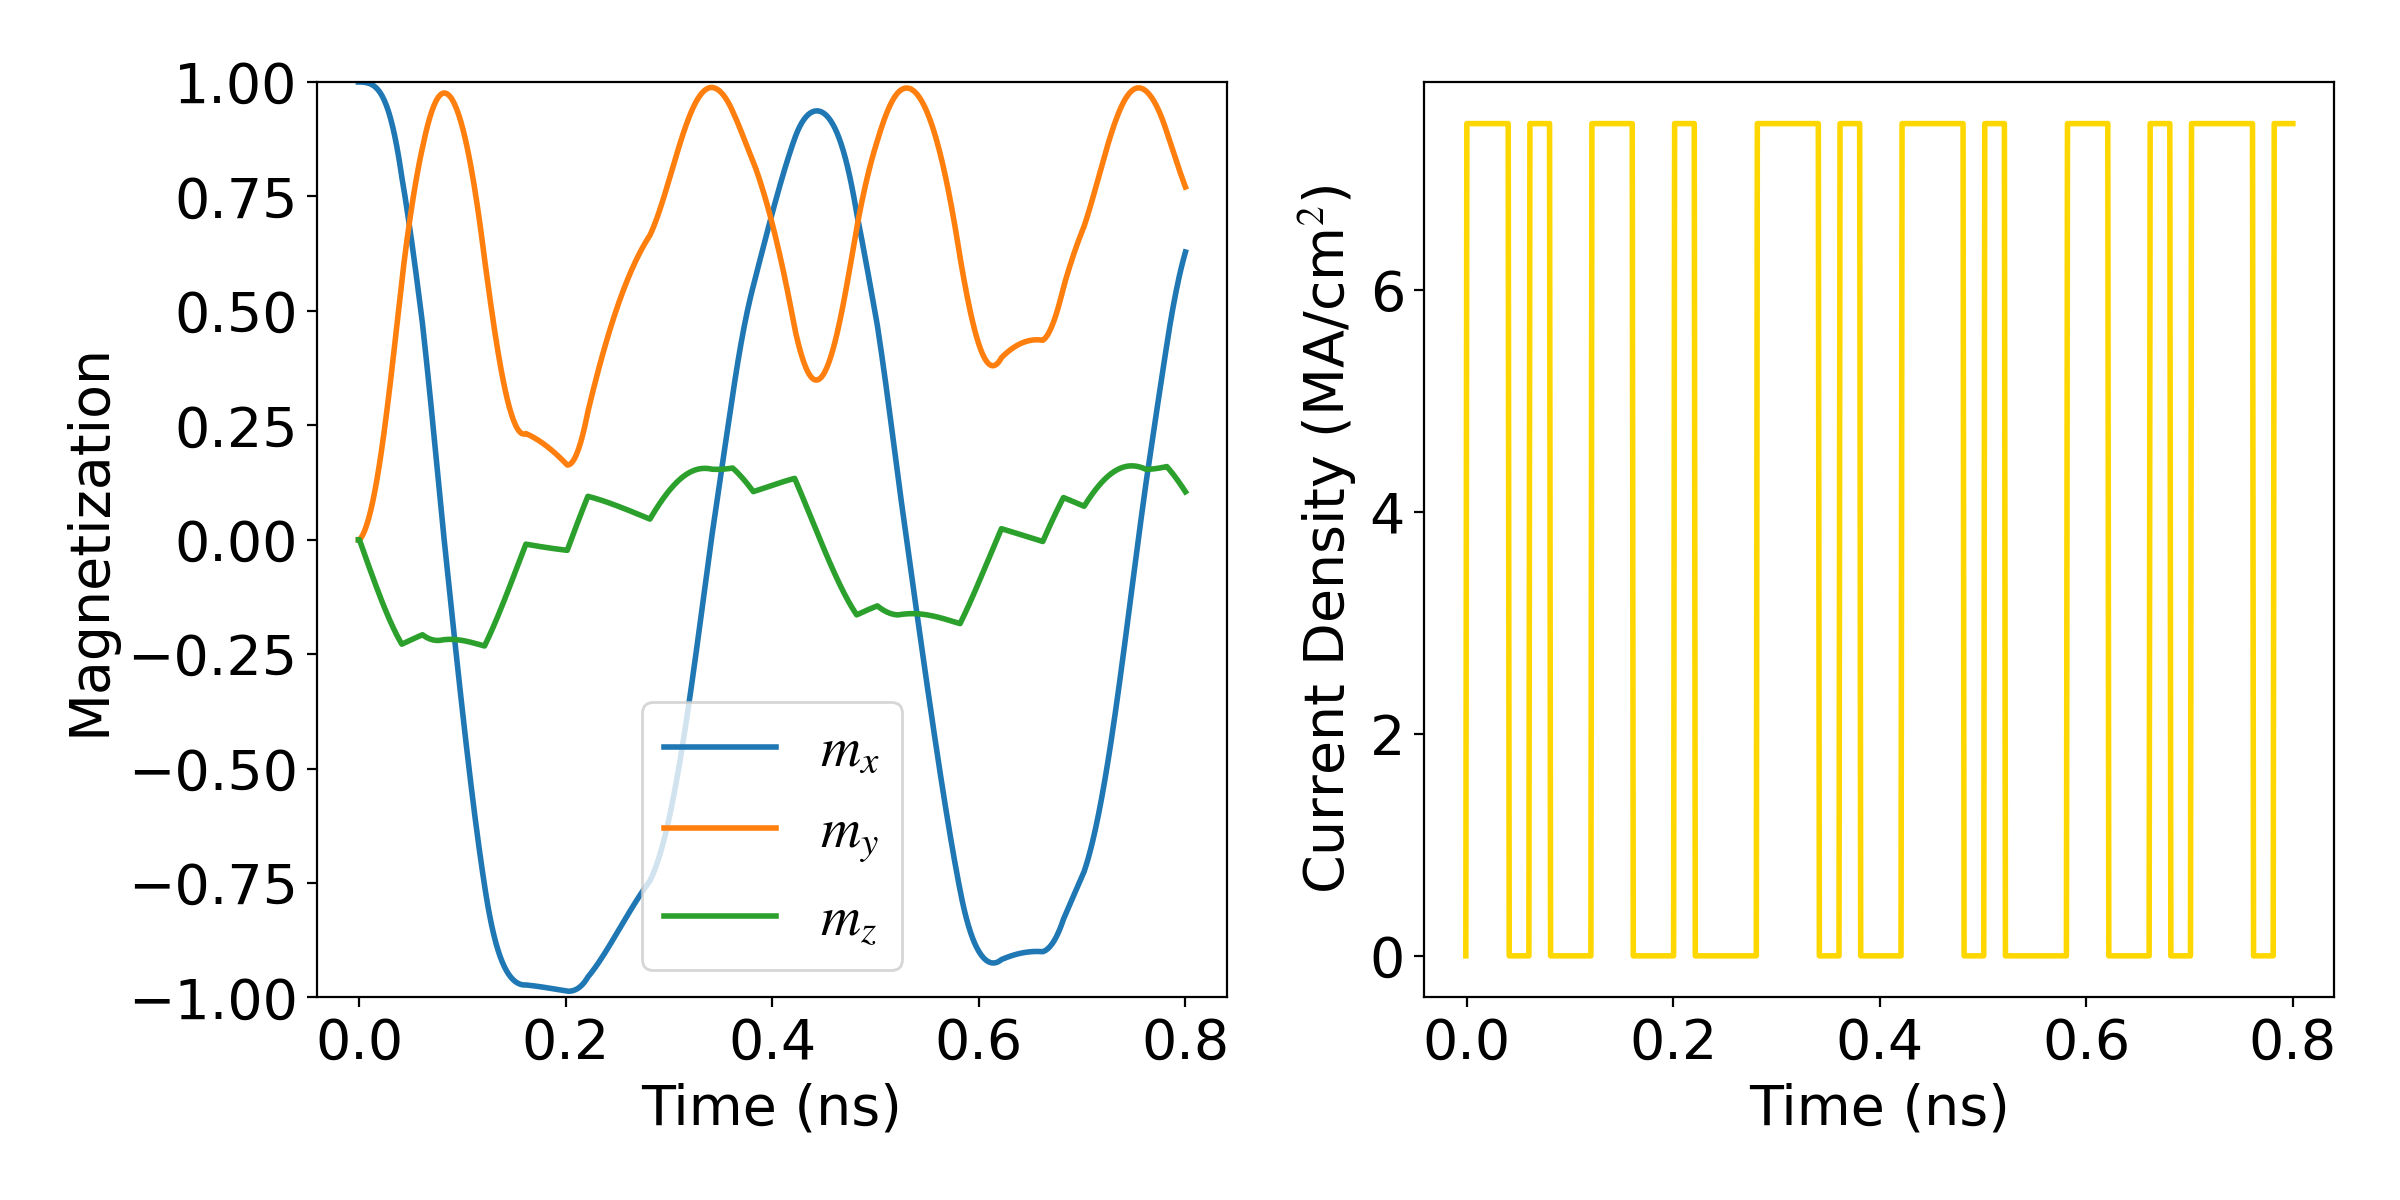 Magnetization
1.00
0.75
0.50
0.25
0.00
−0.25
−0.50
−0.75
−1.00
0.0 0.2 0.4 0.6 0.8
Time (ns)
m_x
m_y
m_z
Current Density (MA/cm²)
6
4
2
0
0.0 0.2 0.4 0.6 0.8
Time (ns)